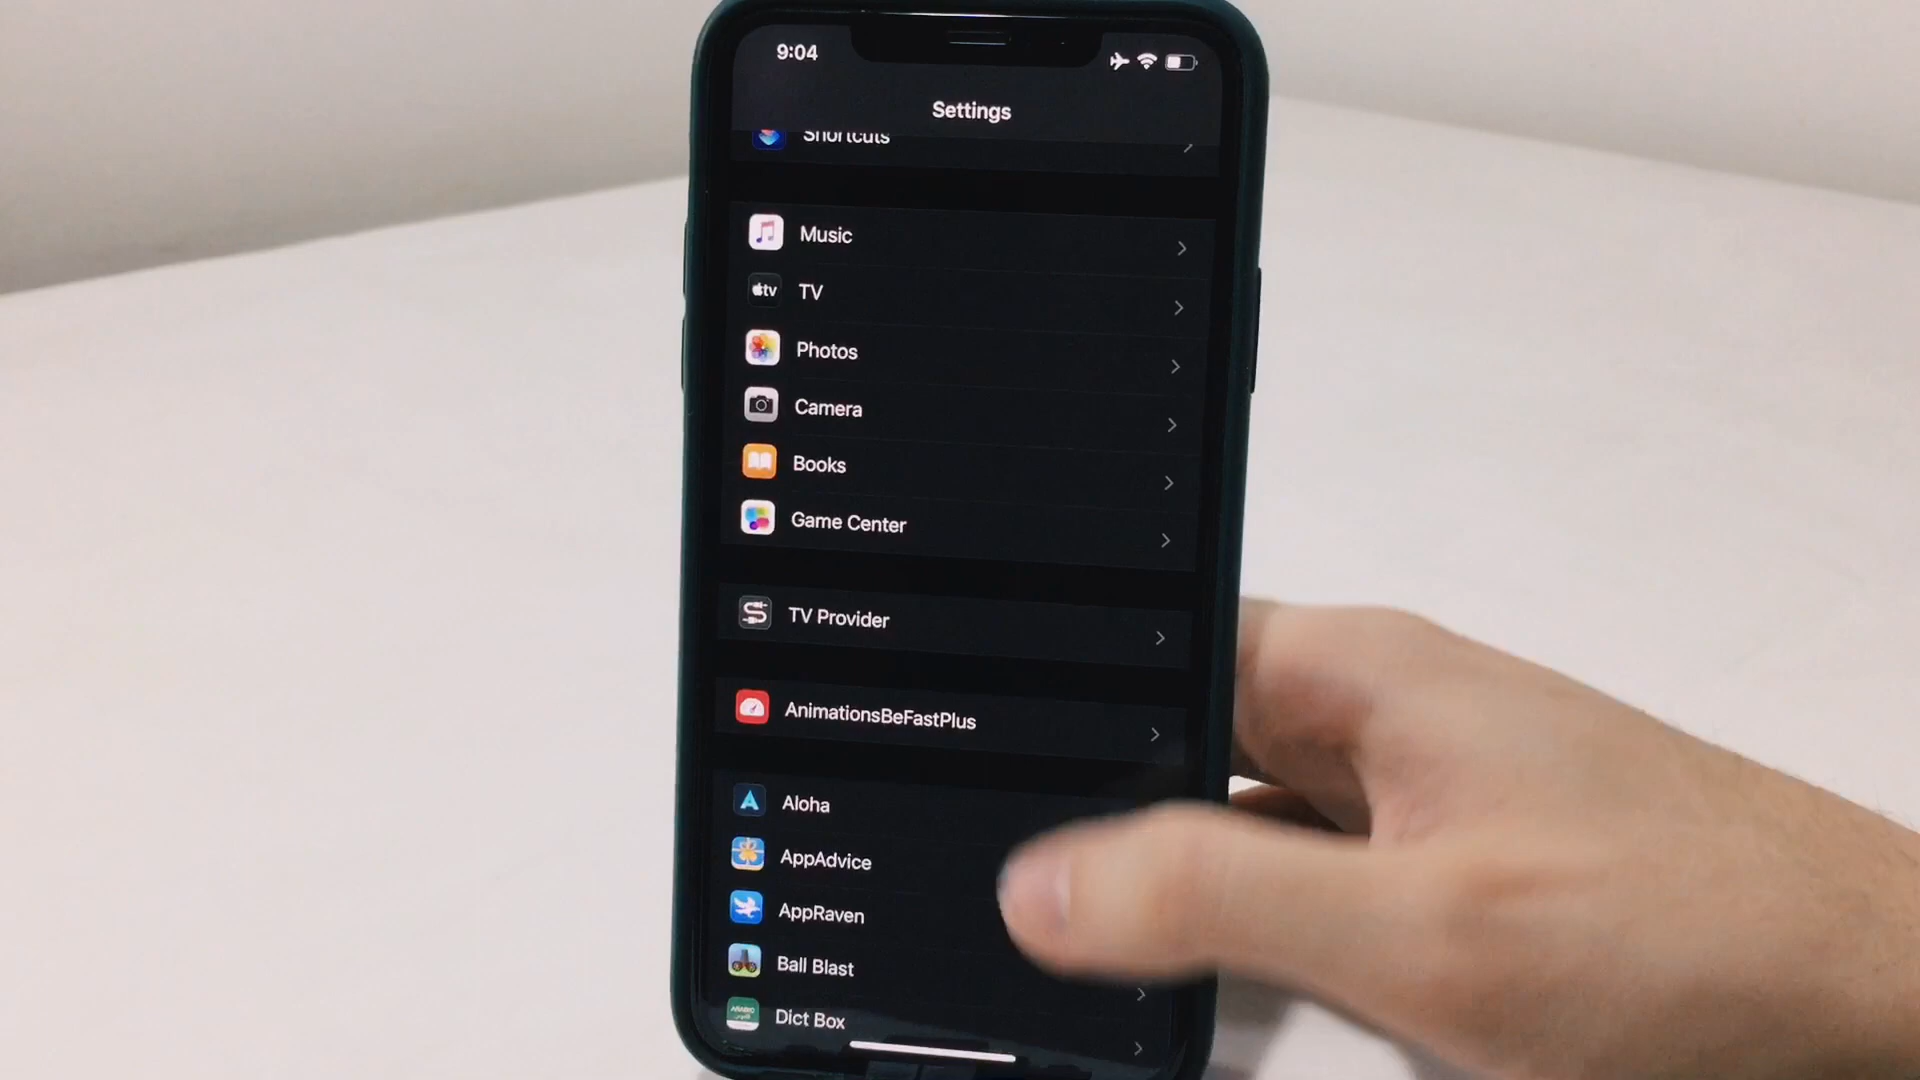 9:04
Settings
Shortcuts
Music
tv TV
Photos
Camera
Books
Game Center
TV Provider
AnimationsBeFastPlus
Aloha
AppAdvice
AppRaven
Ball Blast
Dict Box